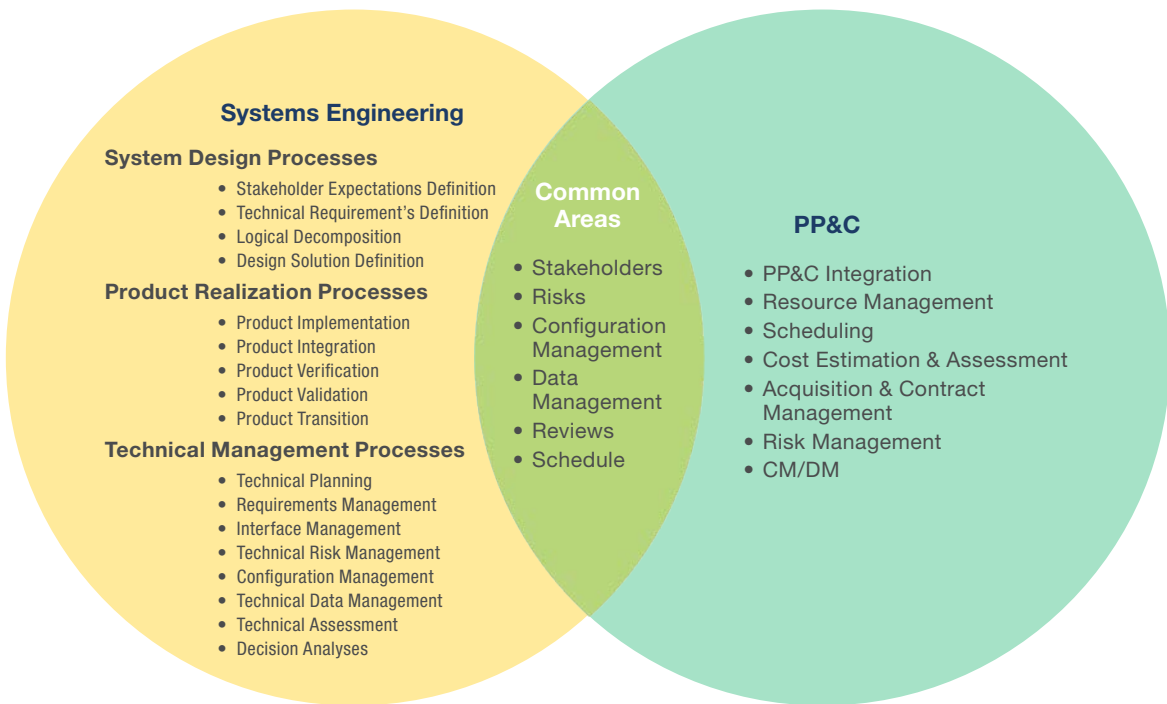 Systems Engineering
System Design Processes
• Stakeholder Expectations Definition
• Technical Requirement’s Definition
• Logical Decomposition
• Design Solution Definition
Product Realization Processes
• Product Implementation
• Product Integration
• Product Verification
• Product Validation
• Product Transition
Technical Management Processes
• Technical Planning
• Requirements Management
• Interface Management
• Technical Risk Management
• Configuration Management
• Technical Data Management
• Technical Assessment
• Decision Analyses
Common
Areas
• Stakeholders
• Risks
• Configuration
Management
• Data
Management
• Reviews
• Schedule
PP&C
• PP&C Integration
• Resource Management
• Scheduling
• Cost Estimation & Assessment
• Acquisition & Contract
Management
• Risk Management
• CM/DM